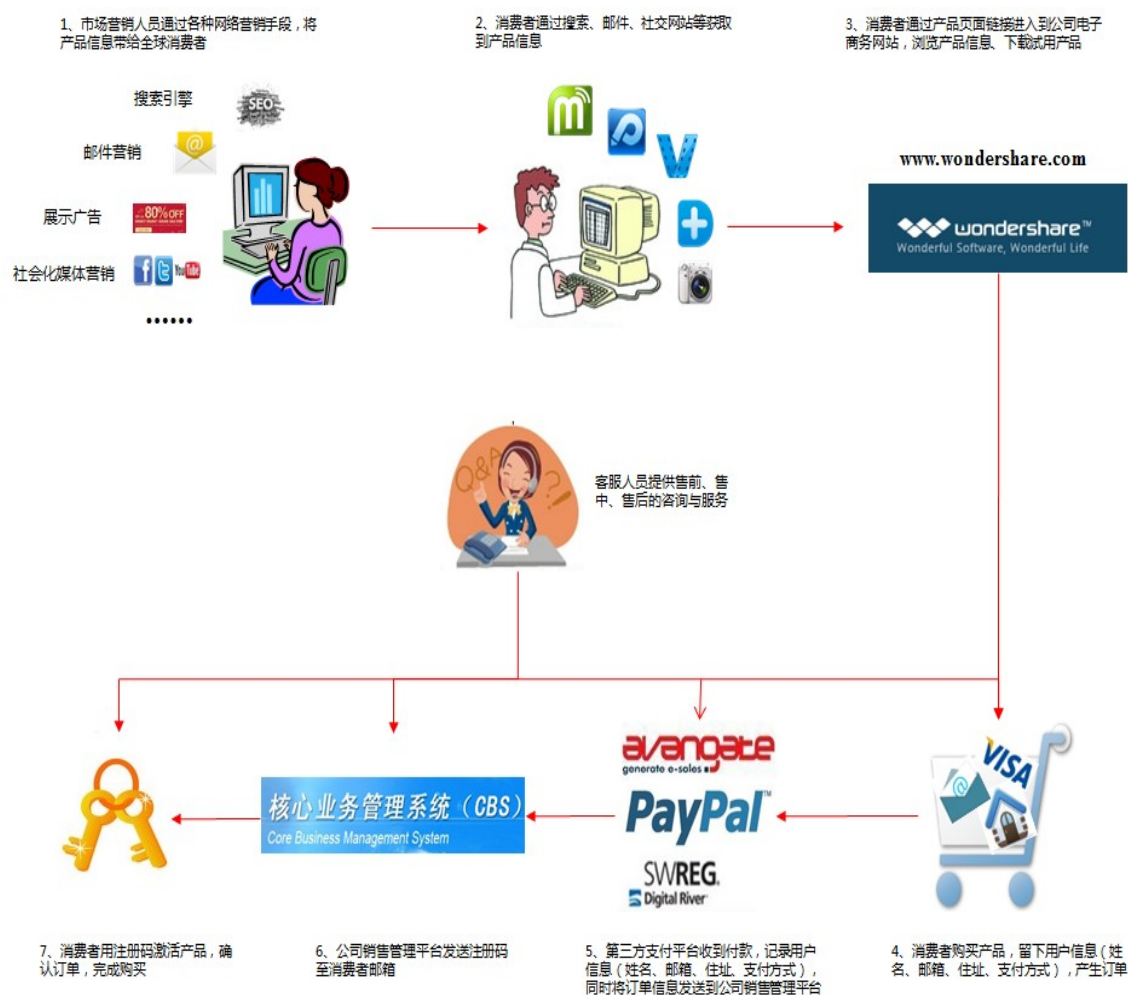 1、市场营销人员通过各种网络营销手段，将
产品信息带给全球消费者
2、消费者通过搜索、邮件、社交网站等获取
到产品信息
3、消费者通过产品页面链接进入到公司电子
商务网站，浏览产品信息、下载试用产品
搜索引擎
SEO
邮件营销
@
展示广告
80%OFF
社会化媒体营销
You Tube
••••••
www.wondershare.com
wondershare™
Wonderful Software, Wonderful Life
Q&A
?!
客服人员提供售前、售
中、售后的咨询与服务
核心业务管理系统（CBS）
Core Business Management System
avangate
generate e-sales
PayPal™
SWREG.
Digital River
VISA
@
7、消费者用注册码激活产品，确
认订单，完成购买
6、公司销售管理平台发送注册码
至消费者邮箱
5、第三方支付平台收到付款，记录用户
信息（姓名、邮箱、住址、支付方式），
同时将订单信息发送到公司销售管理平台
4、消费者购买产品，留下用户信息（姓
名、邮箱、住址、支付方式），产生订单